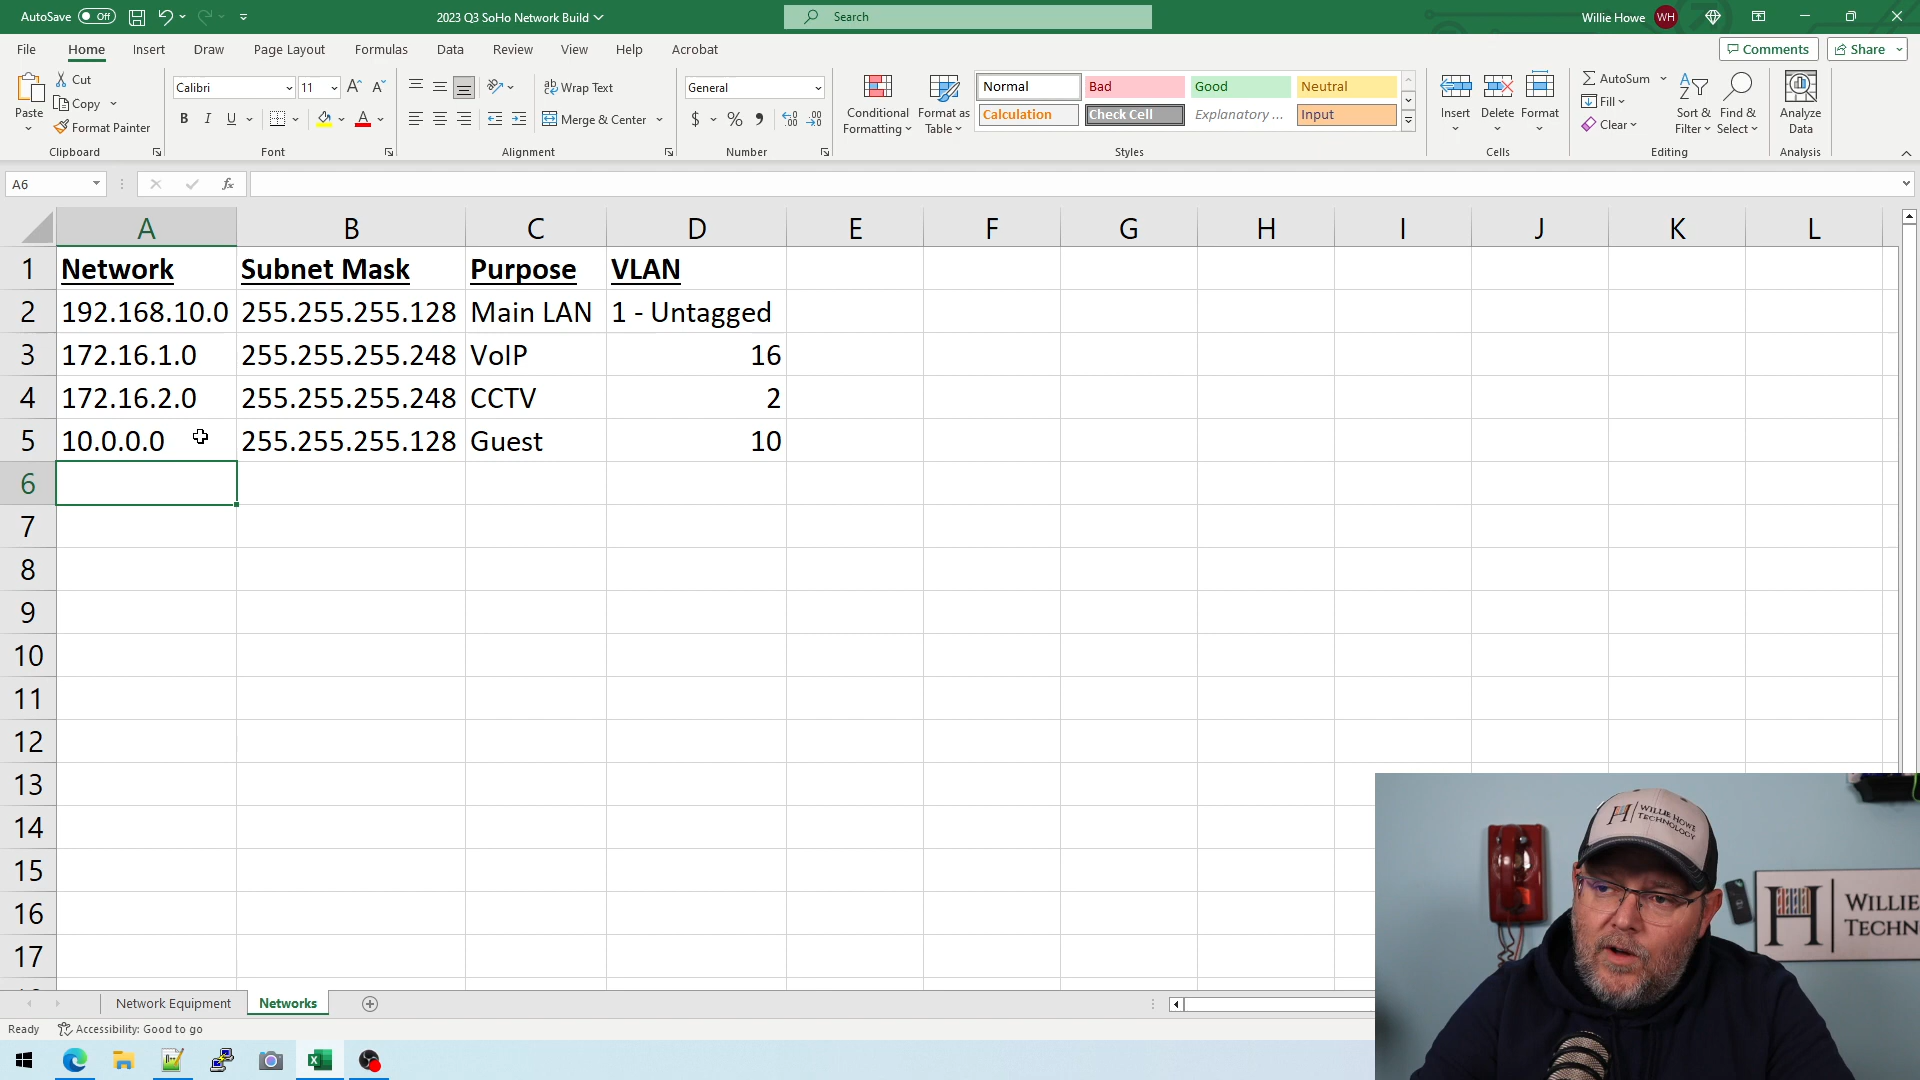 AutoSave Off 2023 Q3 SoHo Network Build Search Willie Howe WH
File Home Insert Draw Page Layout Formulas Data Review View Help Acrobat Comments Share
Paste Cut Copy Format Painter Clipboard
Calibri 11 B I U A A Font
Wrap Text Merge & Center Alignment
General $ % Number
Conditional Formatting Format as Table
Normal Bad Good Neutral
Calculation Check Cell Explanatory ... Input
Styles
Insert Delete Format Cells
AutoSum Fill Clear Sort & Filter Find & Select Editing
Analyze Data Analysis
A6 fx
A B C D E F G H I J K L
1 Network Subnet Mask Purpose VLAN
2 192.168.10.0 255.255.255.128 Main LAN 1 - Untagged
3 172.16.1.0 255.255.255.248 VoIP 16
4 172.16.2.0 255.255.255.248 CCTV 2
5 10.0.0.0 255.255.255.128 Guest 10
6
7
8
9
10
11
12
13
14
15
16
17
WILLIE HOWE
TECHNOLOGY
H WILLIE
TECHN
Network Equipment Networks
Ready Accessibility: Good to go